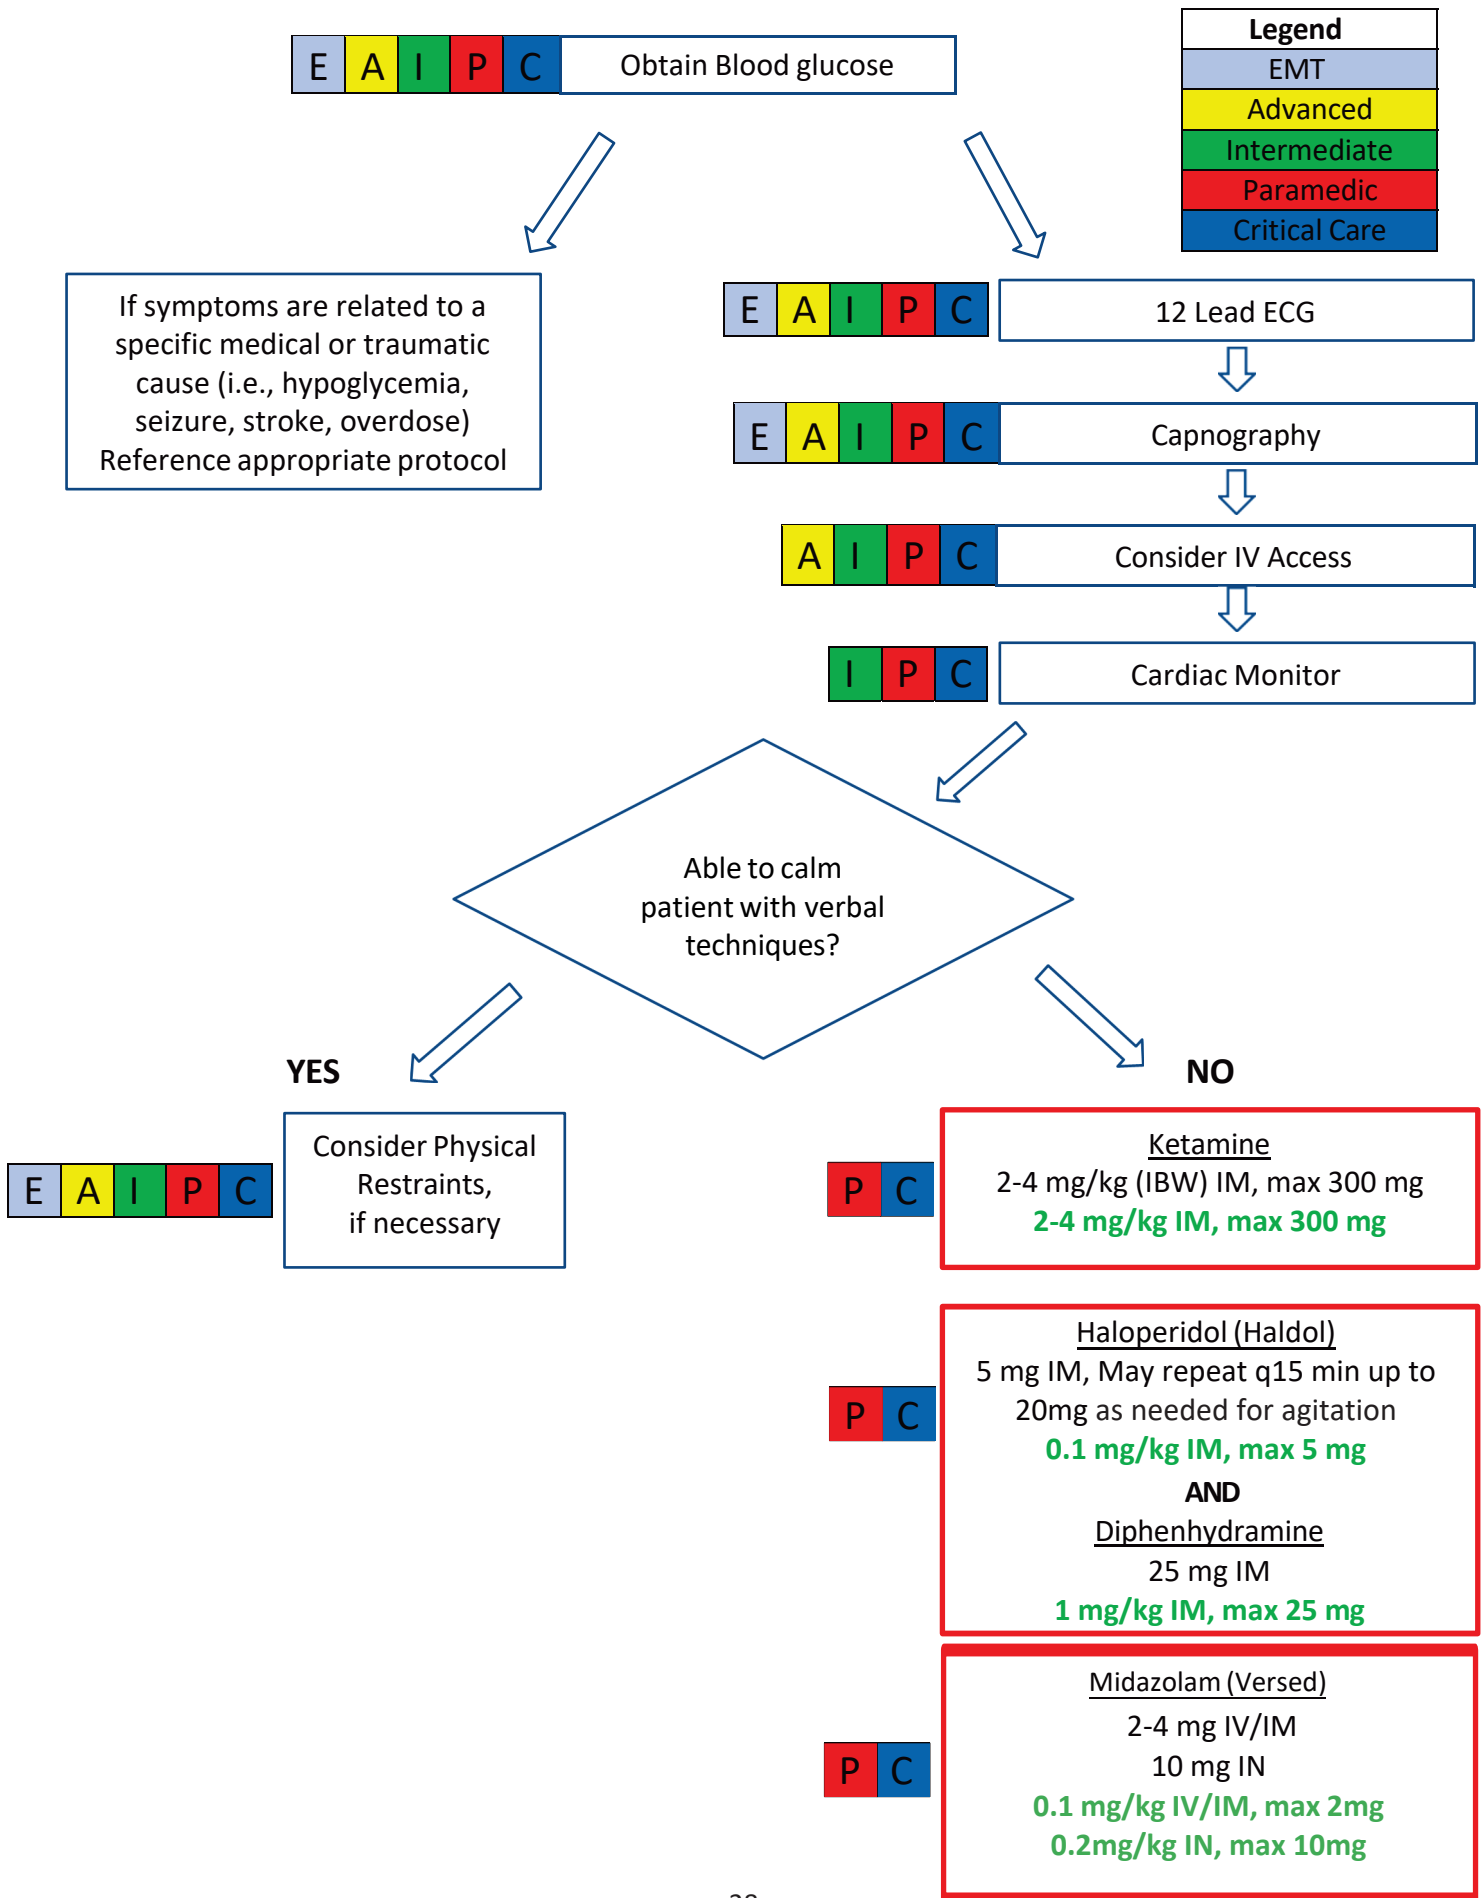 Legend
EMT
Advanced
Intermediate
Paramedic
Critical Care
E A I P C Obtain Blood glucose
If symptoms are related to a
specific medical or traumatic
cause (i.e., hypoglycemia,
seizure, stroke, overdose)
Reference appropriate protocol
E A I P C 12 Lead ECG
E A I P C Capnography
A I P C Consider IV Access
I P C Cardiac Monitor
Able to calm
patient with verbal
techniques?
YES
E A I P C
Consider Physical
Restraints,
if necessary
NO
P C
Ketamine
2-4 mg/kg (IBW) IM, max 300 mg
2-4 mg/kg IM, max 300 mg
P C
Haloperidol (Haldol)
5 mg IM, May repeat q15 min up to
20mg as needed for agitation
0.1 mg/kg IM, max 5 mg
AND
Diphenhydramine
25 mg IM
1 mg/kg IM, max 25 mg
P C
Midazolam (Versed)
2-4 mg IV/IM
10 mg IN
0.1 mg/kg IV/IM, max 2mg
0.2mg/kg IN, max 10mg